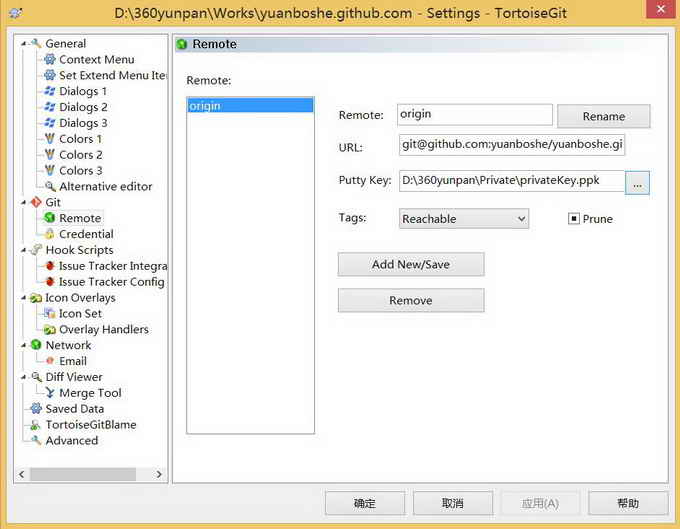 D:\360yunpan\Works\yuanboshe.github.com - Settings - TortoiseGit
General
Context Menu
Set Extend Menu Ite
Dialogs 1
Dialogs 2
Dialogs 3
Colors 1
Colors 2
Colors 3
Alternative editor
Git
Remote
Credential
Hook Scripts
Issue Tracker Integra
Issue Tracker Config
Icon Overlays
Icon Set
Overlay Handlers
Network
Email
Diff Viewer
Merge Tool
Saved Data
TortoiseGitBlame
Advanced
Remote
Remote:
origin
Remote: origin Rename
URL: git@github.com:yuanboshe/yuanboshe.gi
Putty Key: D:\360yunpan\Private\privateKey.ppk ...
Tags: Reachable Prune
Add New/Save
Remove
确定 取消 应用(A) 帮助